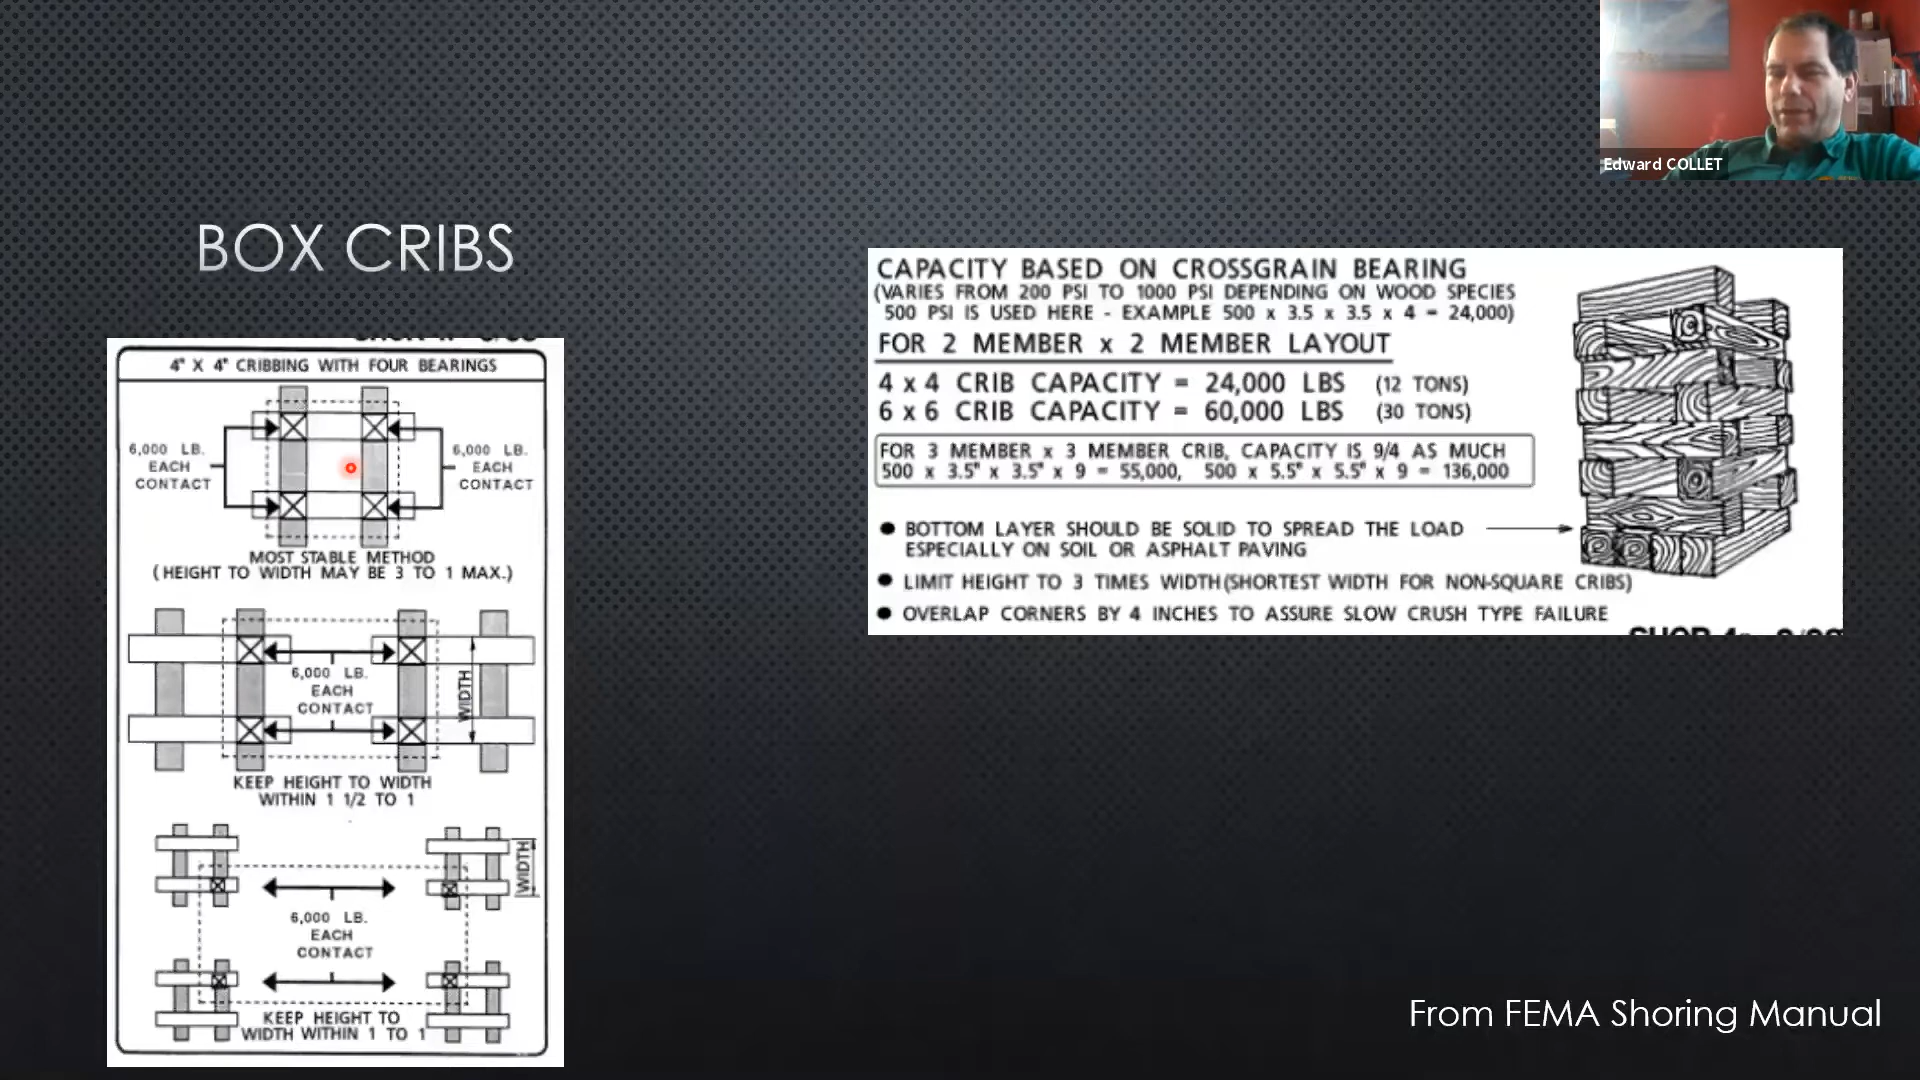 Edward COLLET
BOX CRIBS
4" X 4" CRIBBING WITH FOUR BEARINGS
6,000 LB.
EACH
CONTACT
6,000 LB.
EACH
CONTACT
MOST STABLE METHOD
( HEIGHT TO WIDTH MAY BE 3 TO 1 MAX.)
6,000 LB.
EACH
CONTACT
WIDTH
KEEP HEIGHT TO WIDTH
WITHIN 1 1/2 TO 1
WIDTH
6,000 LB.
EACH
CONTACT
KEEP HEIGHT TO
WIDTH WITHIN 1 TO 1
CAPACITY BASED ON CROSSGRAIN BEARING
(VARIES FROM 200 PSI TO 1000 PSI DEPENDING ON WOOD SPECIES
500 PSI IS USED HERE - EXAMPLE 500 x 3.5 x 3.5 x 4 = 24,000)
FOR 2 MEMBER x 2 MEMBER LAYOUT
4 x 4 CRIB CAPACITY = 24,000 LBS (12 TONS)
6 x 6 CRIB CAPACITY = 60,000 LBS (30 TONS)
FOR 3 MEMBER x 3 MEMBER CRIB, CAPACITY IS 9/4 AS MUCH
500 x 3.5" x 3.5" x 9 = 55,000, 500 x 5.5" x 5.5" x 9 = 136,000
● BOTTOM LAYER SHOULD BE SOLID TO SPREAD THE LOAD
ESPECIALLY ON SOIL OR ASPHALT PAVING
● LIMIT HEIGHT TO 3 TIMES WIDTH(SHORTEST WIDTH FOR NON-SQUARE CRIBS)
● OVERLAP CORNERS BY 4 INCHES TO ASSURE SLOW CRUSH TYPE FAILURE
From FEMA Shoring Manual